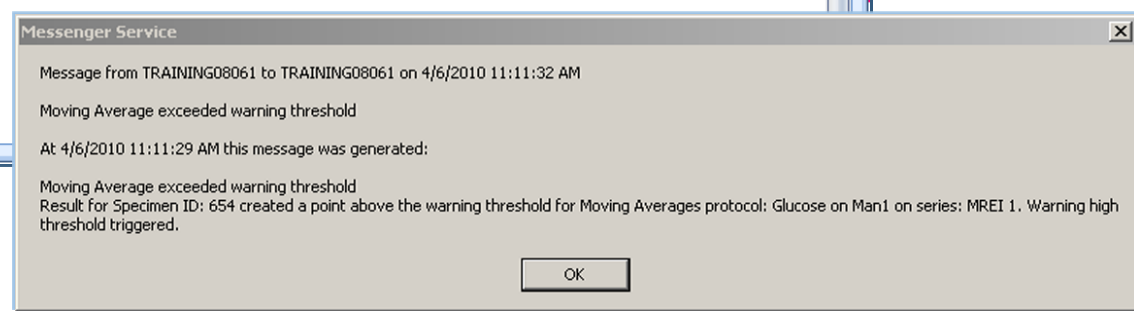 Messenger Service
Message from TRAINING08061 to TRAINING08061 on 4/6/2010 11:11:32 AM
Moving Average exceeded warning threshold
At 4/6/2010 11:11:29 AM this message was generated:
Moving Average exceeded warning threshold
Result for Specimen ID: 654 created a point above the warning threshold for Moving Averages protocol: Glucose on Man1 on series: MREI 1. Warning high
threshold triggered.
OK